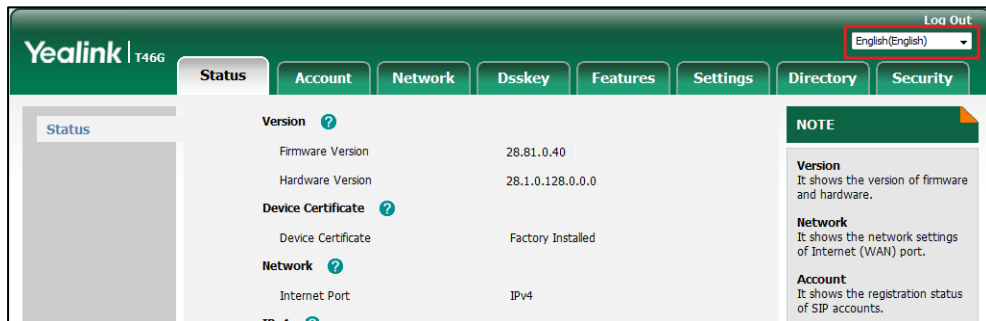 Log Out
English(English)
Yealink | T46G
Status Account Network Dsskey Features Settings Directory Security
Status
Version ?
Firmware Version 28.81.0.40
Hardware Version 28.1.0.128.0.0.0
Device Certificate ?
Device Certificate Factory Installed
Network ?
Internet Port IPv4
NOTE
Version
It shows the version of firmware
and hardware.
Network
It shows the network settings
of Internet (WAN) port.
Account
It shows the registration status
of SIP accounts.